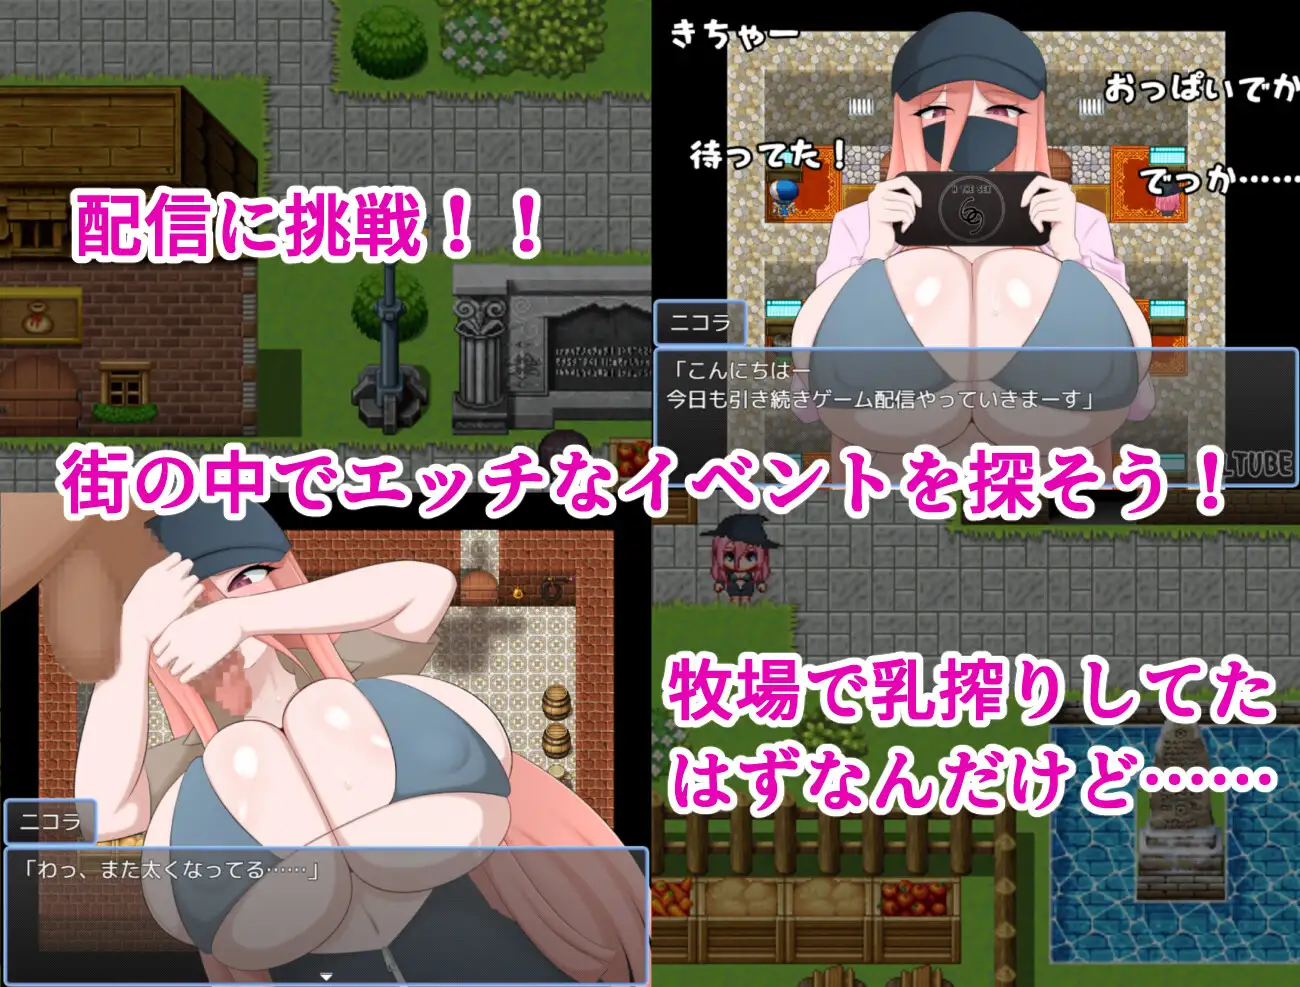 きちゃー
おっぱいでか
待ってた！
でっか……
配信に挑戦！！
ニコラ
「こんにちはー
今日も引き続きゲーム配信やっていきまーす」
LTUBE
街の中でエッチなイベントを探そう！
牧場で乳搾りしてた
はずなんだけど……
ニコラ
「わっ、また太くなってる……」